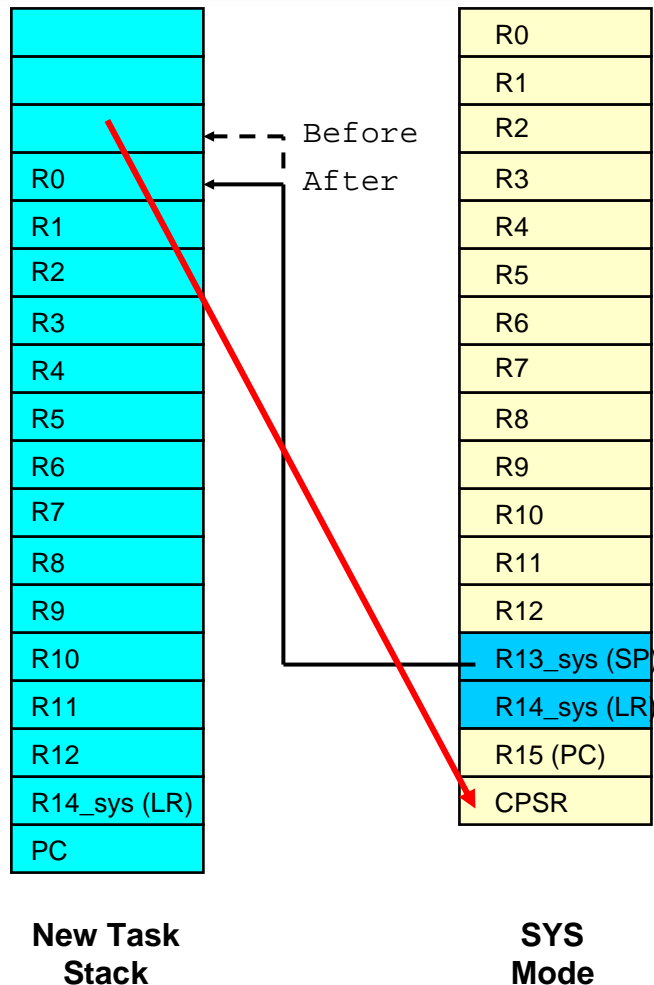 R0
R1
R2
R3
R4
R5
R6
R7
R8
R9
R10
R11
R12
R14_sys (LR)
PC
New Task
Stack
Before
After
R0
R1
R2
R3
R4
R5
R6
R7
R8
R9
R10
R11
R12
R13_sys (SP)
R14_sys (LR)
R15 (PC)
CPSR
SYS
Mode